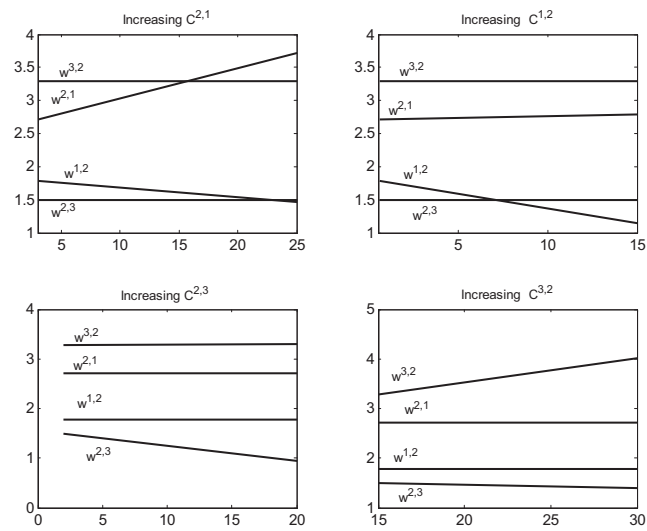 Increasing C^2,1
4
3.5
3
2.5
2
1.5
1
w^3,2
w^2,1
w^1,2
w^2,3
5 10 15 20 25
Increasing C^1,2
4
3.5
3
2.5
2
1.5
1
w^3,2
w^2,1
w^1,2
w^2,3
5 10 15
Increasing C^2,3
4
3
2
1
0
w^3,2
w^2,1
w^1,2
w^2,3
0 5 10 15 20
Increasing C^3,2
5
4
3
2
1
w^3,2
w^2,1
w^1,2
w^2,3
15 20 25 30